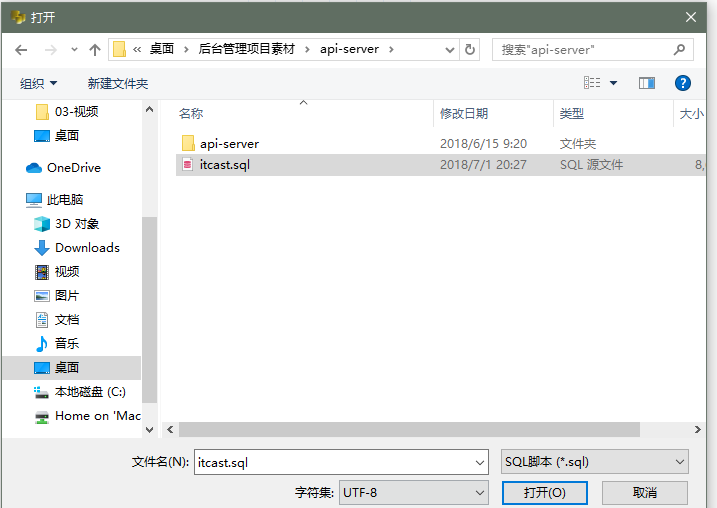 打开
« 桌面 › 后台管理项目素材 › api-server ›
搜索"api-server"
组织
新建文件夹
名称
修改日期
类型
大小
api-server
2018/6/15 9:20
文件夹
itcast.sql
2018/7/1 20:27
SQL 源文件
8,
03-视频
桌面
OneDrive
此电脑
3D 对象
Downloads
视频
图片
文档
音乐
桌面
本地磁盘 (C:)
Home on 'Mac
文件名(N):
itcast.sql
SQL脚本 (*.sql)
字符集:
UTF-8
打开(O)
取消